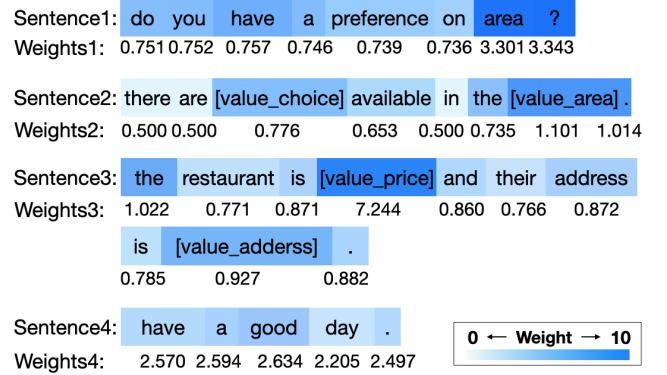 Sentence1: do you have a preference on area ?
Weights1: 0.751 0.752 0.757 0.746 0.739 0.736 3.301 3.343
Sentence2: there are [value_choice] available in the [value_area] .
Weights2: 0.500 0.500 0.776 0.653 0.500 0.735 1.101 1.014
Sentence3: the restaurant is [value_price] and their address
Weights3: 1.022 0.771 0.871 7.244 0.860 0.766 0.872
is [value_adderss] .
0.785 0.927 0.882
Sentence4: have a good day .
Weights4: 2.570 2.594 2.634 2.205 2.497
0 ← Weight → 10